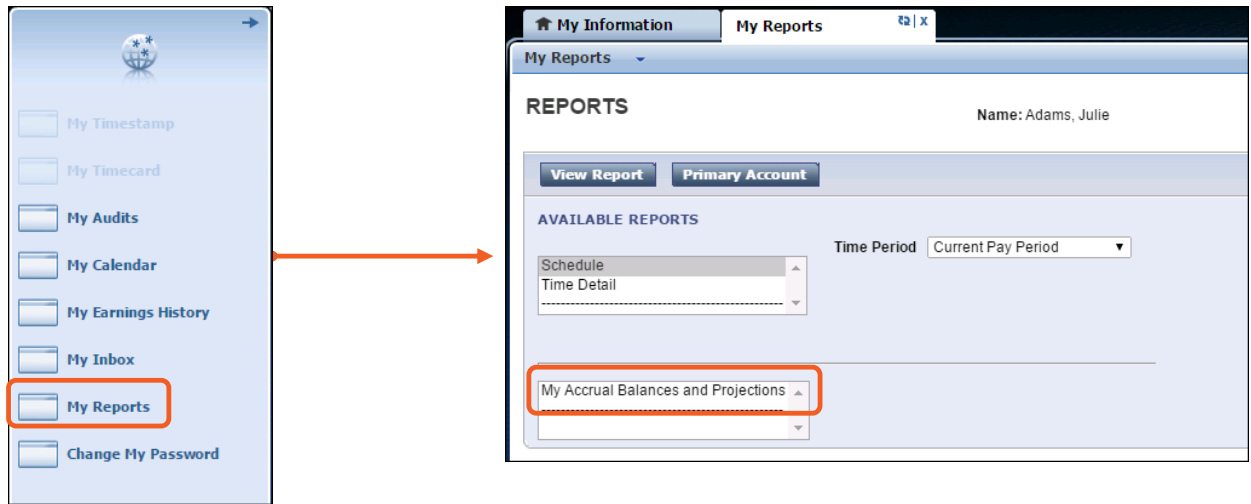 My Timestamp
My Timecard
My Audits
My Calendar
My Earnings History
My Inbox
My Reports
Change My Password
My Information
My Reports
X
My Reports
REPORTS
Name: Adams, Julie
View Report
Primary Account
AVAILABLE REPORTS
Time Period
Current Pay Period
Schedule
Time Detail
My Accrual Balances and Projections